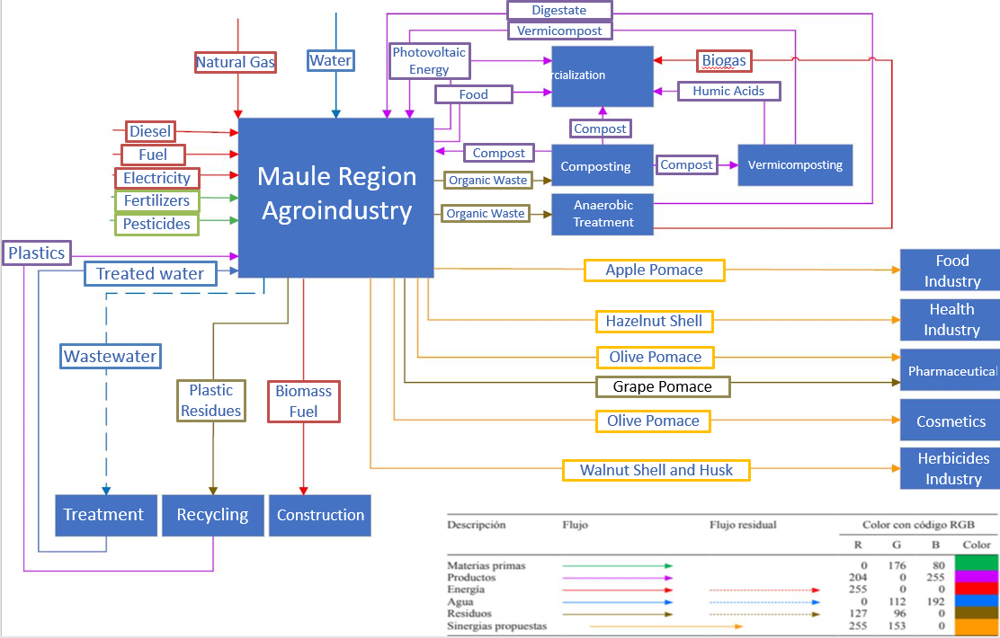 Digestate
Vermicompost
Natural Gas
Water
Photovoltaic
Energy
Food
rcialization
Biogas
Humic Acids
Compost
Diesel
Fuel
Electricity
Fertilizers
Pesticides
Maule Region
Agroindustry
Compost
Organic Waste
Organic Waste
Composting
Compost
Vermicomposting
Anaerobic
Treatment
Plastics
Treated water
Apple Pomace
Food
Industry
Hazelnut Shell
Health
Industry
Olive Pomace
Grape Pomace
Pharmaceutical
Olive Pomace
Cosmetics
Walnut Shell and Husk
Herbicides
Industry
Wastewater
Plastic
Residues
Biomass
Fuel
Treatment
Recycling
Construction
Descripción Flujo Flujo residual Color con código RGB
R G B Color
Materias primas 0 176 80
Productos 204 0 255
Energía 255 0 0
Agua 0 112 192
Residuos 127 96 0
Sinergias propuestas 255 153 0